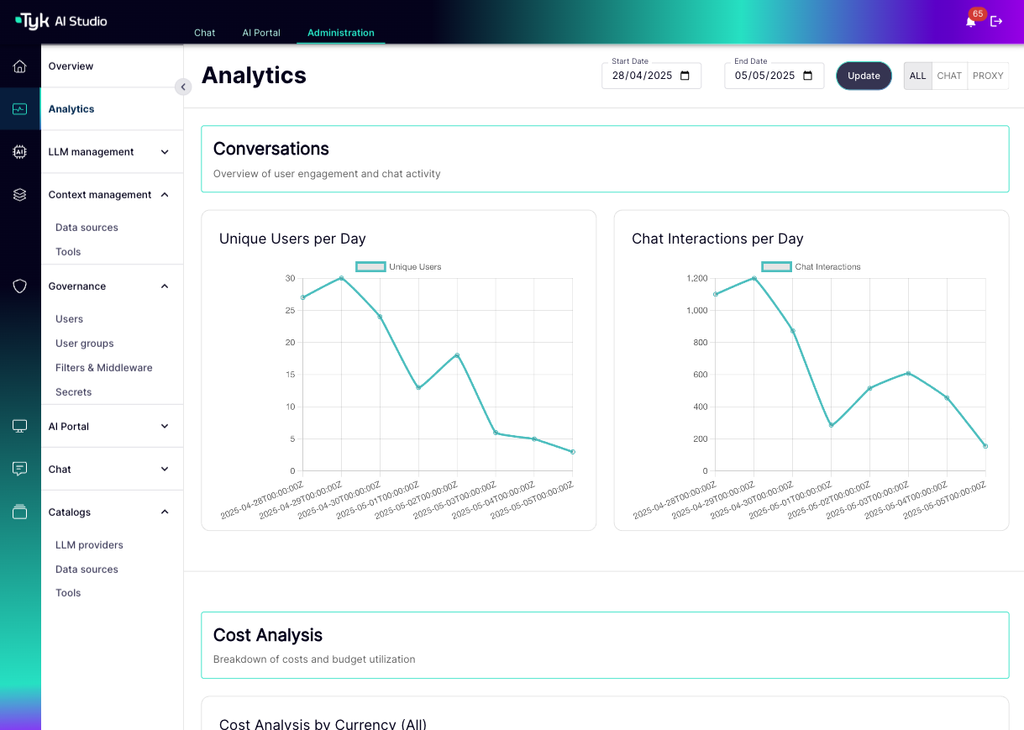 Tyk AI Studio
Chat
AI Portal
Administration
65
Overview
Analytics
LLM management
Context management
Data sources
Tools
Governance
Users
User groups
Filters & Middleware
Secrets
AI Portal
Chat
Catalogs
LLM providers
Data sources
Tools
AI
Analytics
Start Date
28/04/2025
End Date
05/05/2025
Update
ALL
CHAT
PROXY
Conversations
Overview of user engagement and chat activity
Unique Users per Day
Unique Users
30
25
20
15
10
5
0
2025-04-28T00:00:00Z
2025-04-29T00:00:00Z
2025-04-30T00:00:00Z
2025-05-01T00:00:00Z
2025-05-02T00:00:00Z
2025-05-03T00:00:00Z
2025-05-04T00:00:00Z
2025-05-05T00:00:00Z
Chat Interactions per Day
Chat Interactions
1,200
1,000
800
600
400
200
0
2025-04-28T00:00:00Z
2025-04-29T00:00:00Z
2025-04-30T00:00:00Z
2025-05-01T00:00:00Z
2025-05-02T00:00:00Z
2025-05-03T00:00:00Z
2025-05-04T00:00:00Z
2025-05-05T00:00:00Z
Cost Analysis
Breakdown of costs and budget utilization
Cost Analysis by Currency (All)